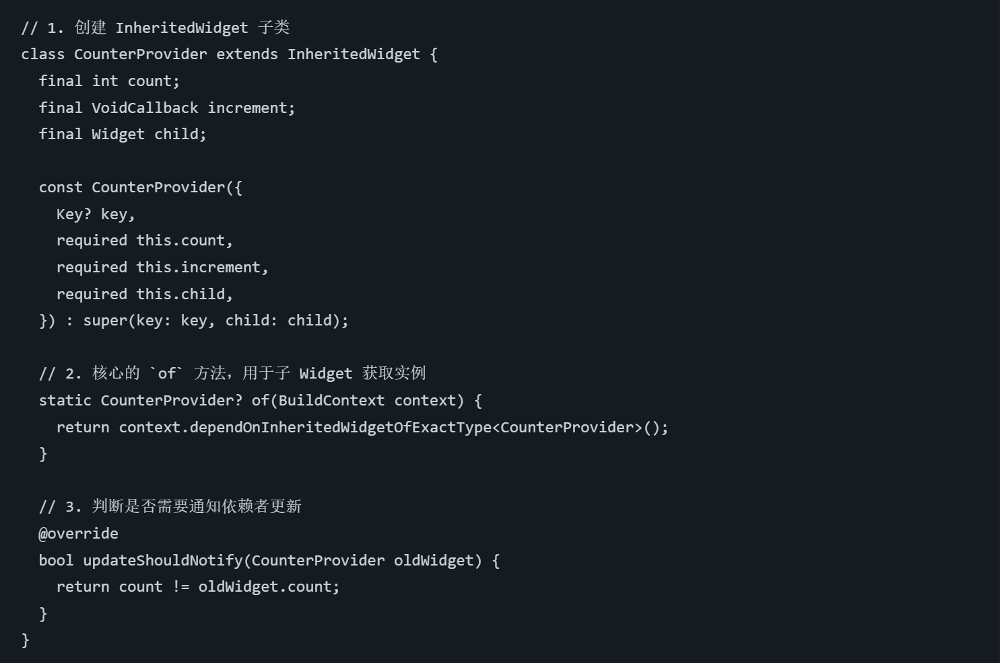 // 1. 创建 InheritedWidget 子类
class CounterProvider extends InheritedWidget {
  final int count;
  final VoidCallback increment;
  final Widget child;

  const CounterProvider({
    Key? key,
    required this.count,
    required this.increment,
    required this.child,
  }) : super(key: key, child: child);

  // 2. 核心的 `of` 方法，用于子 Widget 获取实例
  static CounterProvider? of(BuildContext context) {
    return context.dependOnInheritedWidgetOfExactType<CounterProvider>();
  }

  // 3. 判断是否需要通知依赖者更新
  @override
  bool updateShouldNotify(CounterProvider oldWidget) {
    return count != oldWidget.count;
  }
}